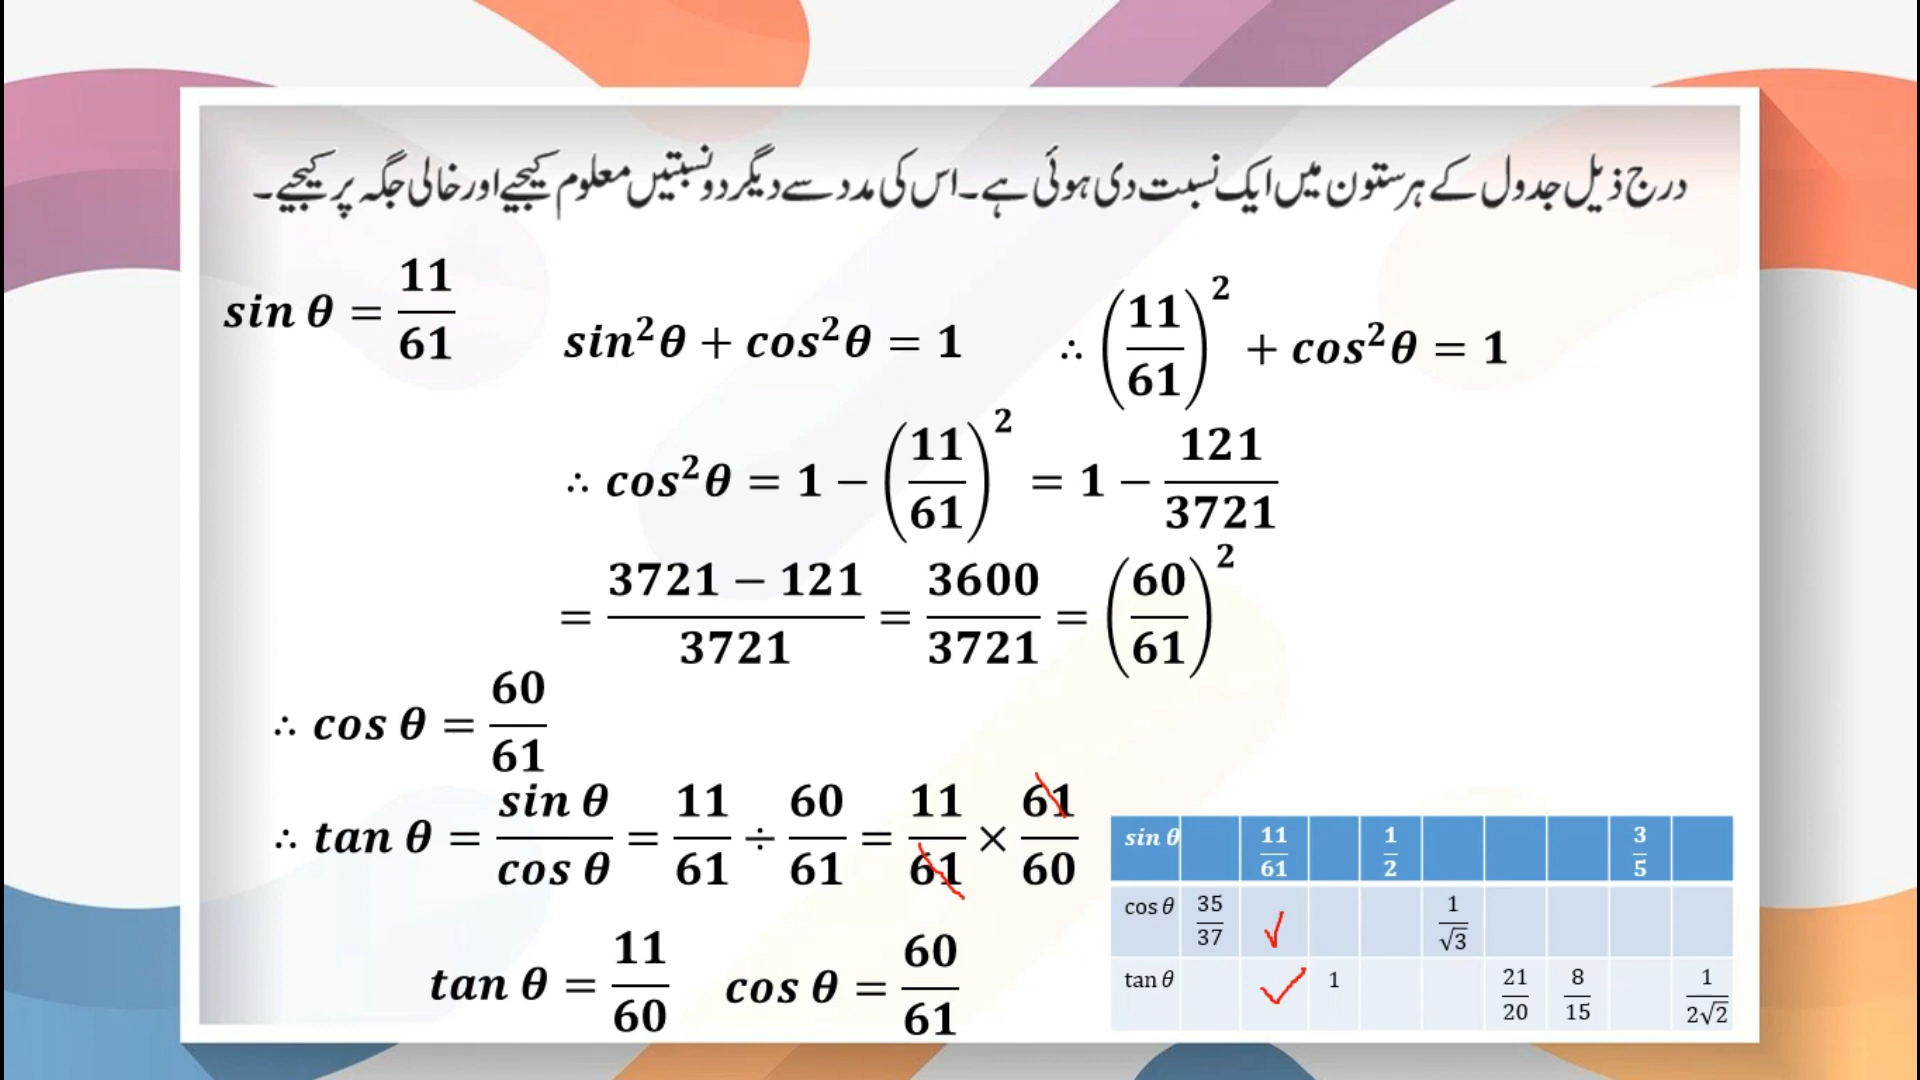 درج ذیل جدول کے ہر ستون میں ایک نسبت دی ہوئی ہے۔ اس کی مدد سے دیگر دو نسبتیں معلوم کیجیے اور خالی جگہ پر کیجیے۔
sin θ = 11/61
sin²θ + cos²θ = 1
∴ (11/61)² + cos²θ = 1
∴ cos²θ = 1 − (11/61)² = 1 − 121/3721
= (3721 − 121)/3721 = 3600/3721 = (60/61)²
∴ cos θ = 60/61
∴ tan θ = sin θ/cos θ = 11/61 ÷ 60/61 = 11/61 × 61/60
tan θ = 11/60 cos θ = 60/61
sin θ 11/61 1/2 3/5
cos θ 35/37 ✓ 1/√3
tan θ ✓ 1 21/20 8/15 1/(2√2)